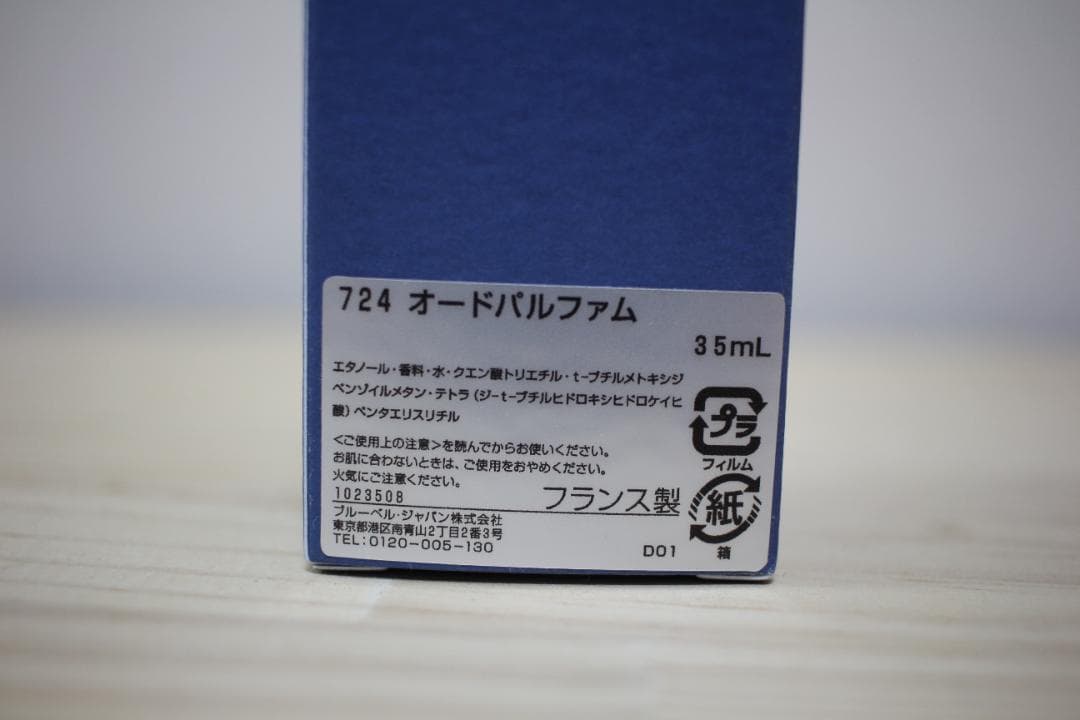 724 オードパルファム
35mL
エタノール・香料・水・クエン酸トリエチル・t-ブチルメトキシジ
ベンゾイルメタン・テトラ(ジ-t-ブチルヒドロキシヒドロケイヒ
酸)ペンタエリスリチル
<ご使用上の注意>を読んでからお使いください。
お肌に合わないときは、ご使用をおやめください。
火気にご注意ください。
1023508
フランス製
ブルーベル・ジャパン株式会社
東京都港区南青山2丁目2番3号
TEL:0120-005-130
D01
プラ
フィルム
紙
箱